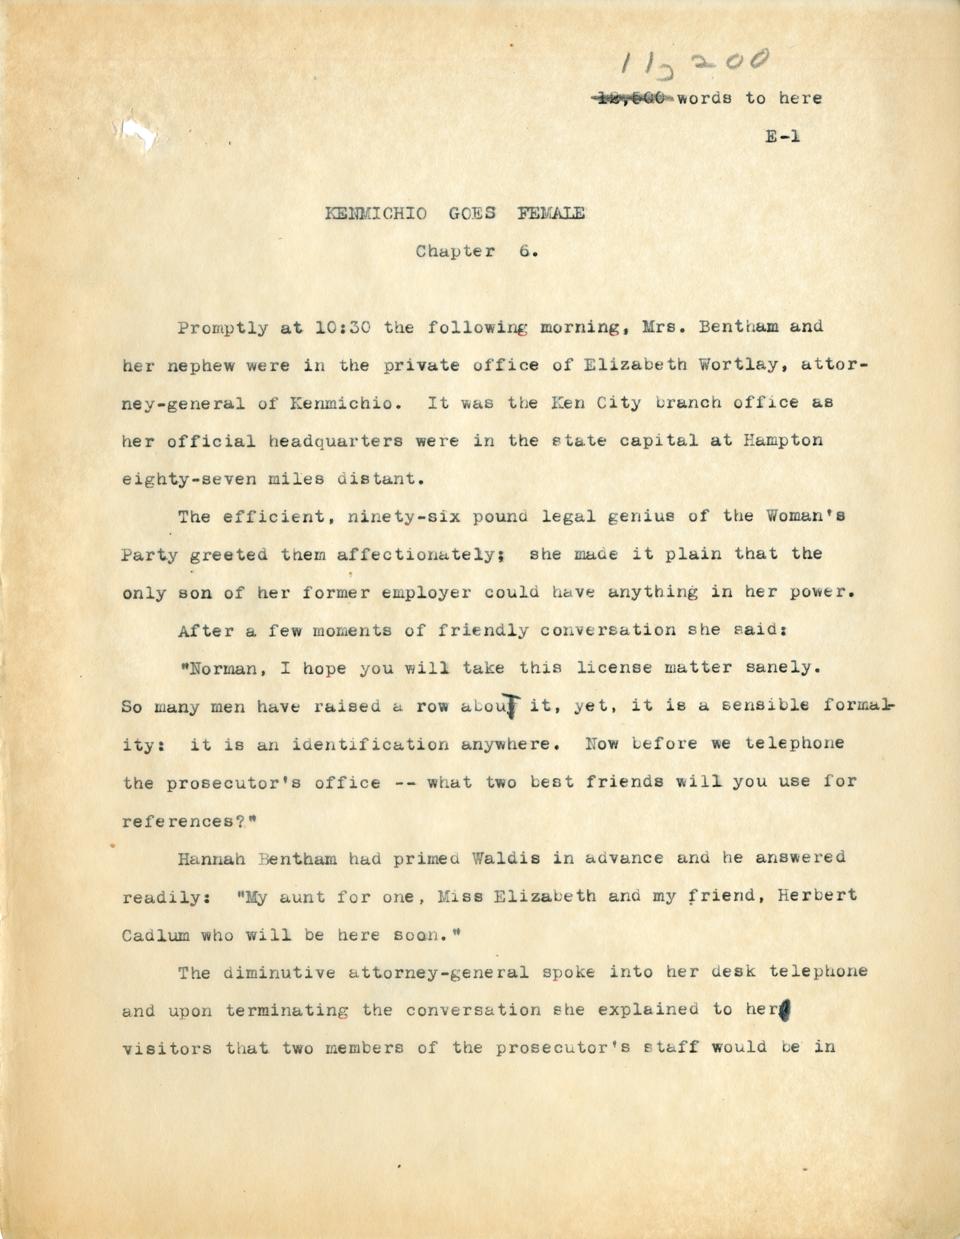 11,200
12,500 words to here
E-1
KENMICHIO GOES FEMALE
Chapter 6.
Promptly at 10:30 the following morning, Mrs. Bentham and
her nephew were in the private office of Elizabeth Wortlay, attor-
ney-general of Kenmichio. It was the Ken City branch office as
her official headquarters were in the state capital at Hampton
eighty-seven miles distant.
The efficient, ninety-six pound legal genius of the Woman's
Party greeted them affectionately; she made it plain that the
only son of her former employer could have anything in her power.
After a few moments of friendly conversation she said:
"Norman, I hope you will take this license matter sanely.
So many men have raised a row about it, yet, it is a sensible formal-
ity: it is an identification anywhere. Now before we telephone
the prosecutor's office -- what two best friends will you use for
references?"
Hannah Bentham had primed Waldis in advance and he answered
readily: "My aunt for one, Miss Elizabeth and my friend, Herbert
Cadlum who will be here soon."
The diminutive attorney-general spoke into her desk telephone
and upon terminating the conversation she explained to her
visitors that two members of the prosecutor's staff would be in